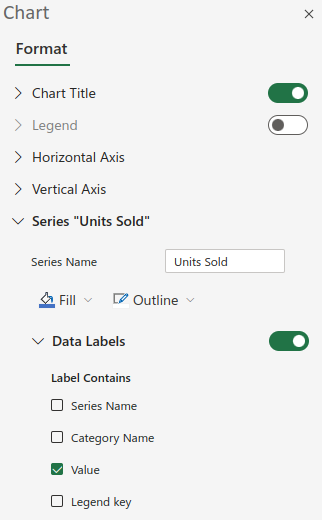 Chart
Format
Chart Title
Legend
Horizontal Axis
Vertical Axis
Series "Units Sold"
Series Name Units Sold
Fill Outline
Data Labels
Label Contains
Series Name
Category Name
Value
Legend key